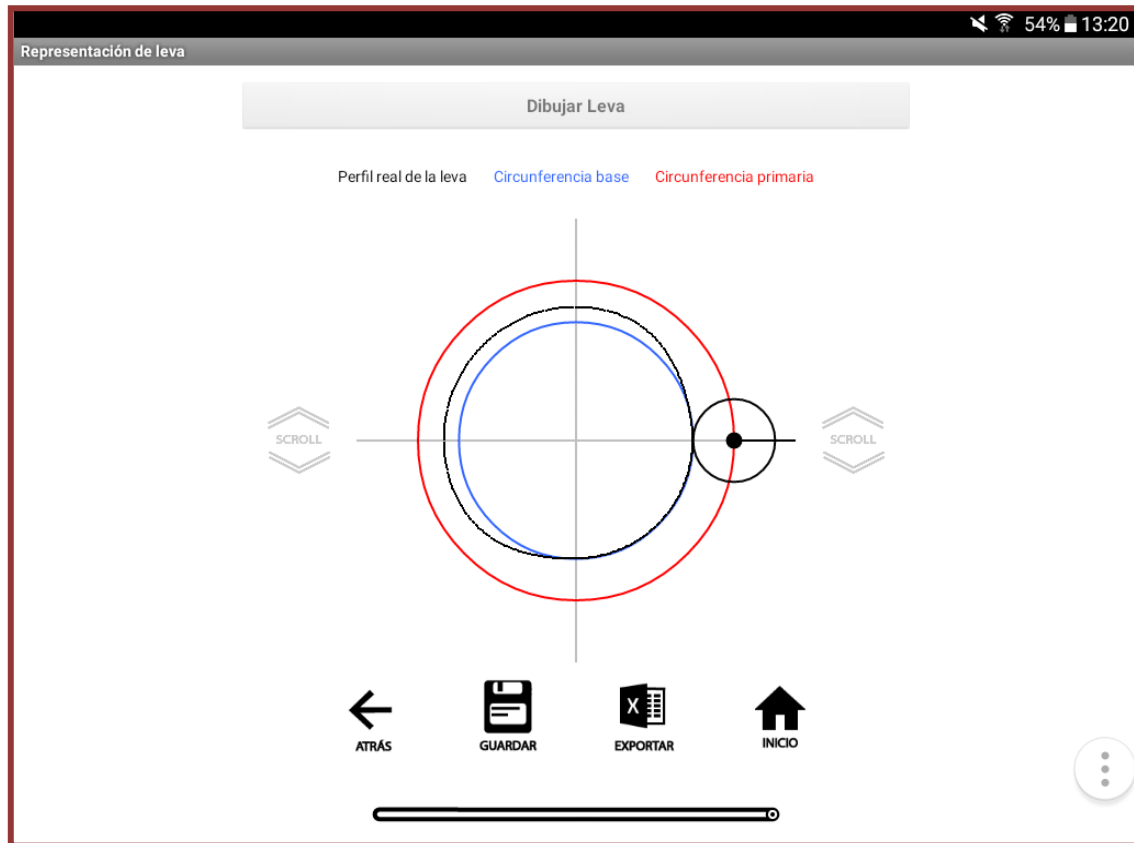 54% 13:20
Representación de leva
Dibujar Leva
Perfil real de la leva Circunferencia base Circunferencia primaria
SCROLL SCROLL
X
ATRÁS GUARDAR EXPORTAR INICIO